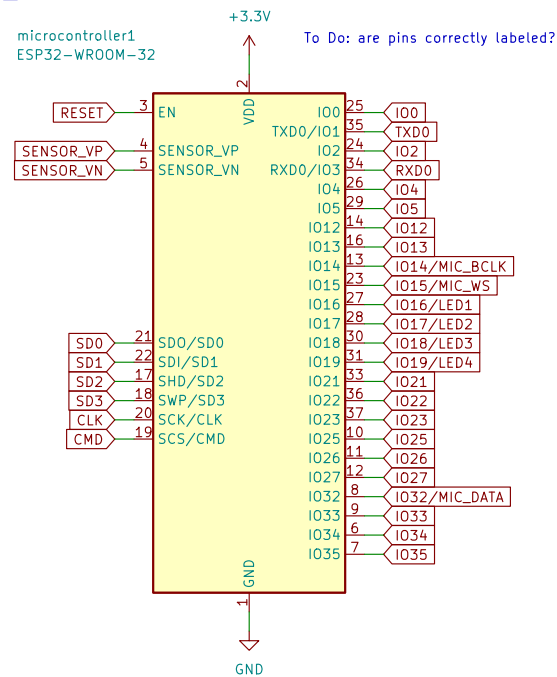 +3.3V
microcontroller1
To Do: are pins correctly labeled?
ESP32-WROOM-32
2
VDD
RESET 3 EN
IO0 25 IO0
TXD0/IO1 35 TXD0
SENSOR_VP 4 SENSOR_VP
IO2 24 IO2
SENSOR_VN 5 SENSOR_VN
RXD0/IO3 34 RXD0
IO4 26 IO4
IO5 29 IO5
IO12 14 IO12
IO13 16 IO13
IO14 13 IO14/MIC_BCLK
IO15 23 IO15/MIC_WS
IO16 27 IO16/LED1
IO17 28 IO17/LED2
SD0 21 SDO/SD0
IO18 30 IO18/LED3
SD1 22 SDI/SD1
IO19 31 IO19/LED4
SD2 17 SHD/SD2
IO21 33 IO21
SD3 18 SWP/SD3
IO22 36 IO22
CLK 20 SCK/CLK
IO23 37 IO23
CMD 19 SCS/CMD
IO25 10 IO25
IO26 11 IO26
IO27 12 IO27
IO32 8 IO32/MIC_DATA
IO33 9 IO33
IO34 6 IO34
IO35 7 IO35
GND
1
GND